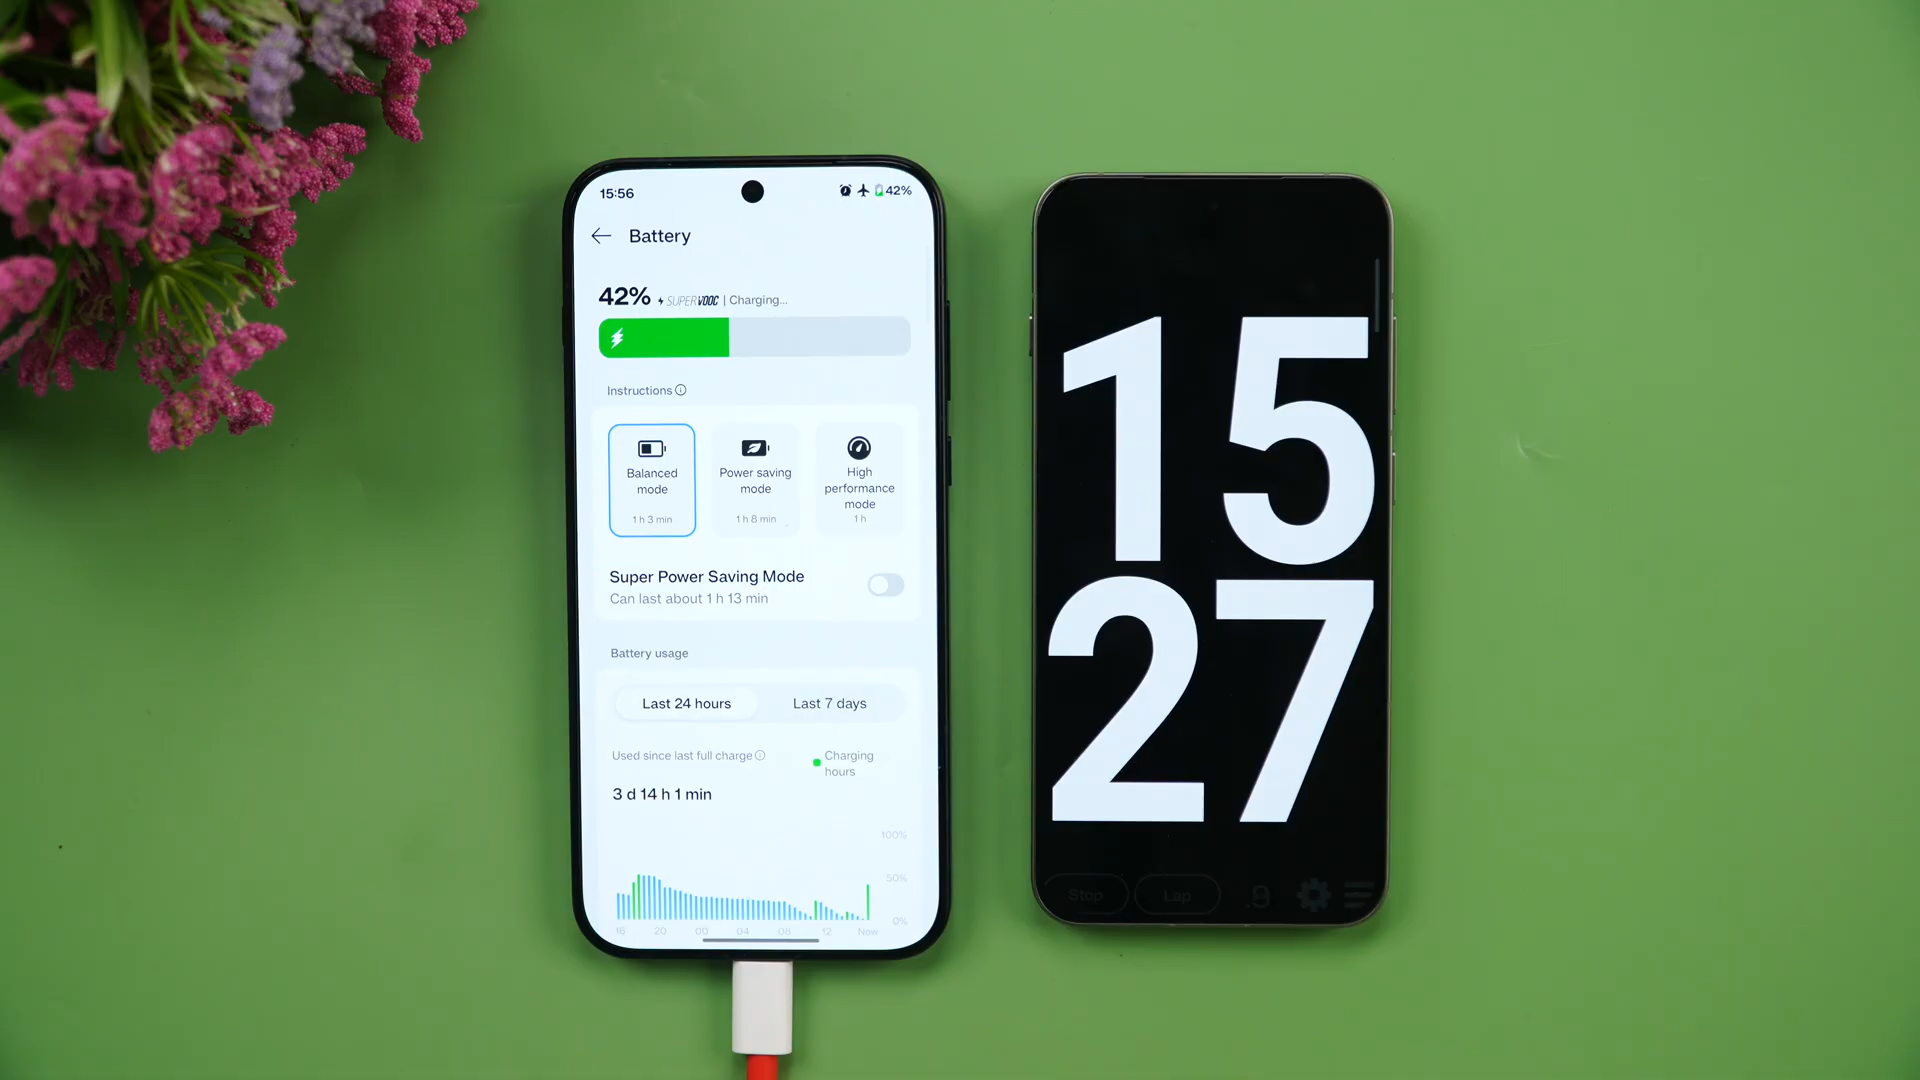 15:56
42%
Battery
42% SUPERVOOC | Charging...
Instructions
Balanced mode
1 h 3 min
Power saving mode
1 h 8 min
High performance mode
1 h
Super Power Saving Mode
Can last about 1 h 13 min
Battery usage
Last 24 hours
Last 7 days
Used since last full charge
Charging hours
3 d 14 h 1 min
100%
50%
0%
16 20 00 04 08 12 Now
15
27
Stop
Lap
.9